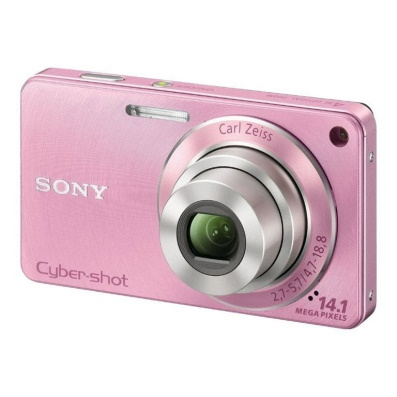 Carl Zeiss
SONY
Cyber-shot
2,7-5,7/4,7-18,8
14.1
MEGA PIXELS